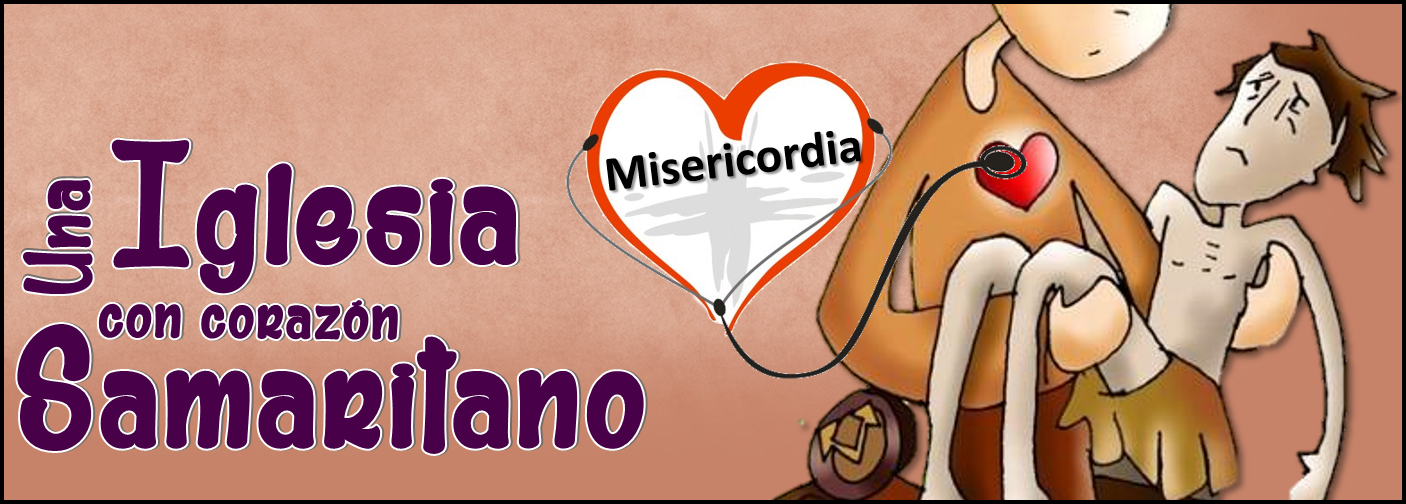 Una Iglesia
con corazón
Samaritano
Misericordia